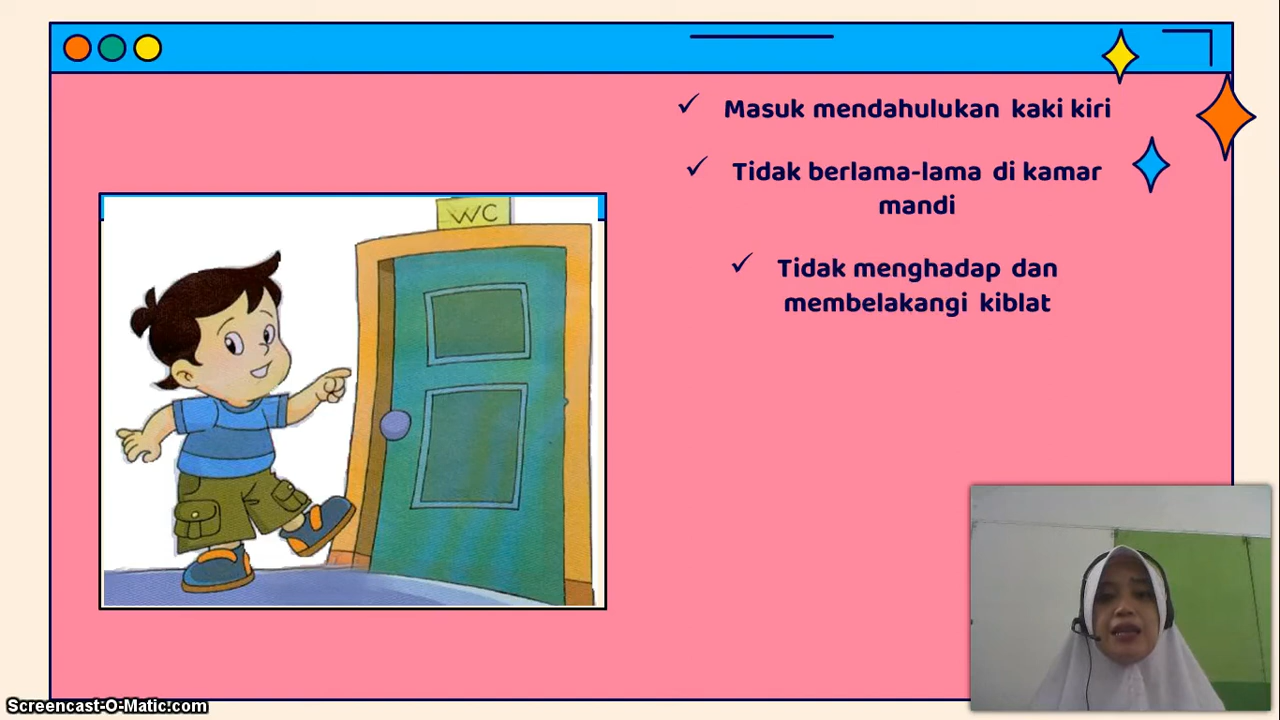 Masuk mendahulukan kaki kiri
Tidak berlama-lama di kamar
mandi
Tidak menghadap dan
membelakangi kiblat
WC
Screencast-O-Matic.com